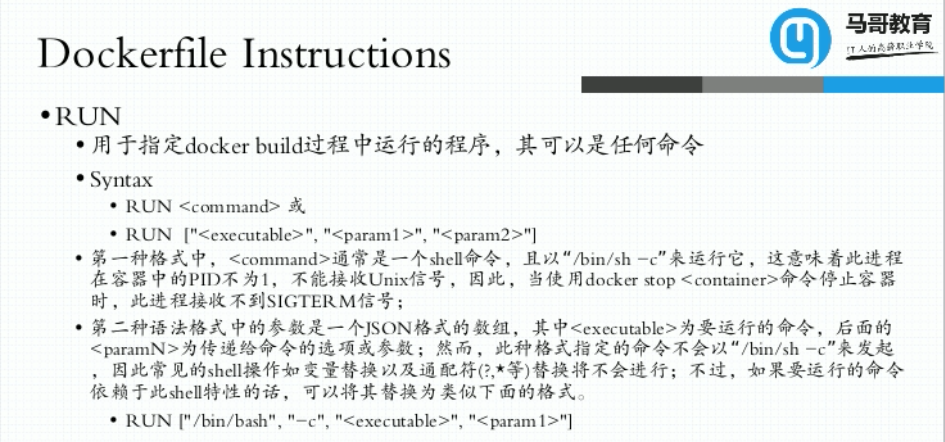 马哥教育
IT人的高薪职业学院
Dockerfile Instructions
•RUN
• 用于指定docker build过程中运行的程序，其可以是任何命令
• Syntax
• RUN <command> 或
• RUN ["<executable>", "<param1>", "<param2>"]
• 第一种格式中，<command>通常是一个shell命令，且以“/bin/sh -c”来运行它，这意味着此进程
在容器中的PID不为1，不能接收Unix信号，因此，当使用docker stop <container>命令停止容器
时，此进程接收不到SIGTERM信号；
• 第二种语法格式中的参数是一个JSON格式的数组，其中<executable>为要运行的命令，后面的
<paramN>为传递给命令的选项或参数；然而，此种格式指定的命令不会以“/bin/sh -c”来发起
，因此常见的shell操作如变量替换以及通配符(?,*等)替换将不会进行；不过，如果要运行的命令
依赖于此shell特性的话，可以将其替换为类似下面的格式。
• RUN ["/bin/bash", "-c", "<executable>", "<param1>"]